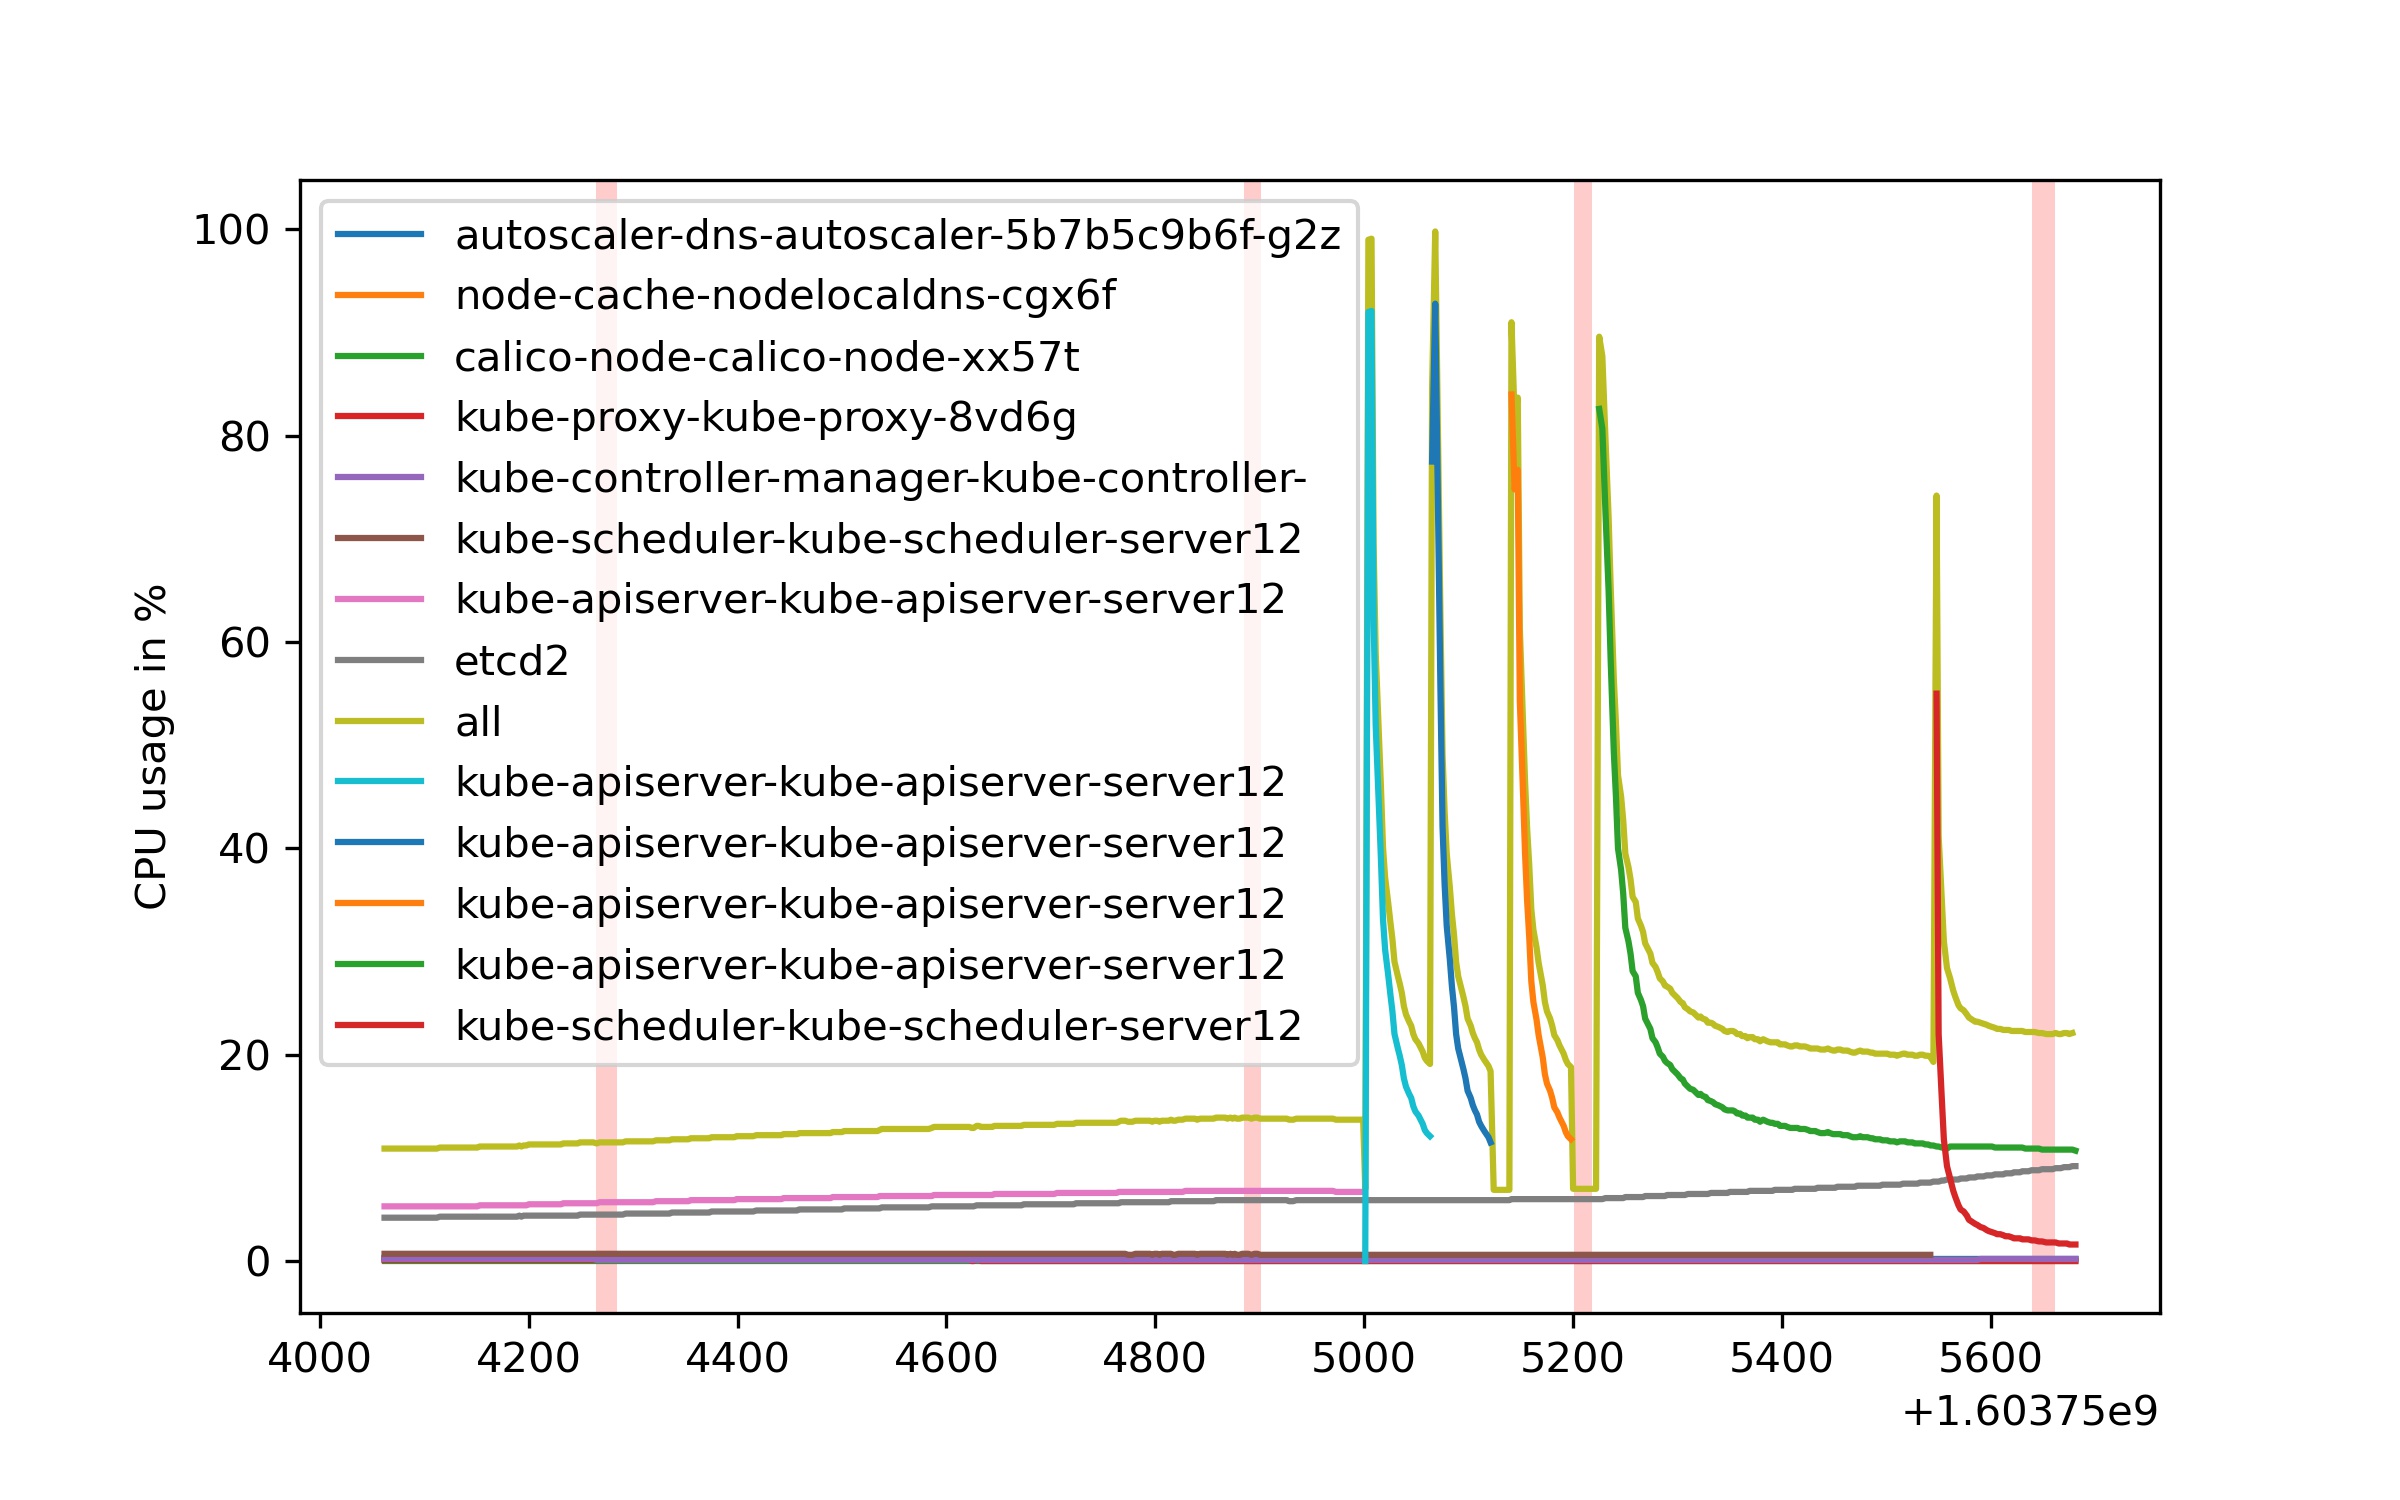 100
80
60
40
20
0
CPU usage in %
autoscaler-dns-autoscaler-5b7b5c9b6f-g2z
node-cache-nodelocaldns-cgx6f
calico-node-calico-node-xx57t
kube-proxy-kube-proxy-8vd6g
kube-controller-manager-kube-controller-
kube-scheduler-kube-scheduler-server12
kube-apiserver-kube-apiserver-server12
etcd2
all
kube-apiserver-kube-apiserver-server12
kube-apiserver-kube-apiserver-server12
kube-apiserver-kube-apiserver-server12
kube-apiserver-kube-apiserver-server12
kube-scheduler-kube-scheduler-server12
4000 4200 4400 4600 4800 5000 5200 5400 5600
+1.60375e9